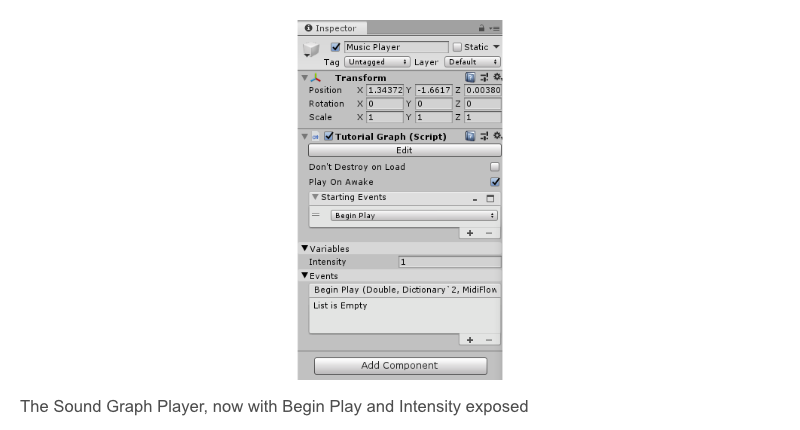 Inspector
Music Player Static
Tag Untagged Layer Default
Transform
Position X 1.34372 Y -1.6617 Z 0.00380
Rotation X 0 Y 0 Z 0
Scale X 1 Y 1 Z 1
Tutorial Graph (Script)
Edit
Don't Destroy on Load
Play On Awake
Starting Events
Begin Play
+ −
Variables
Intensity 1
Events
Begin Play (Double, Dictionary`2, MidiFlow
List is Empty
+ −
Add Component
The Sound Graph Player, now with Begin Play and Intensity exposed